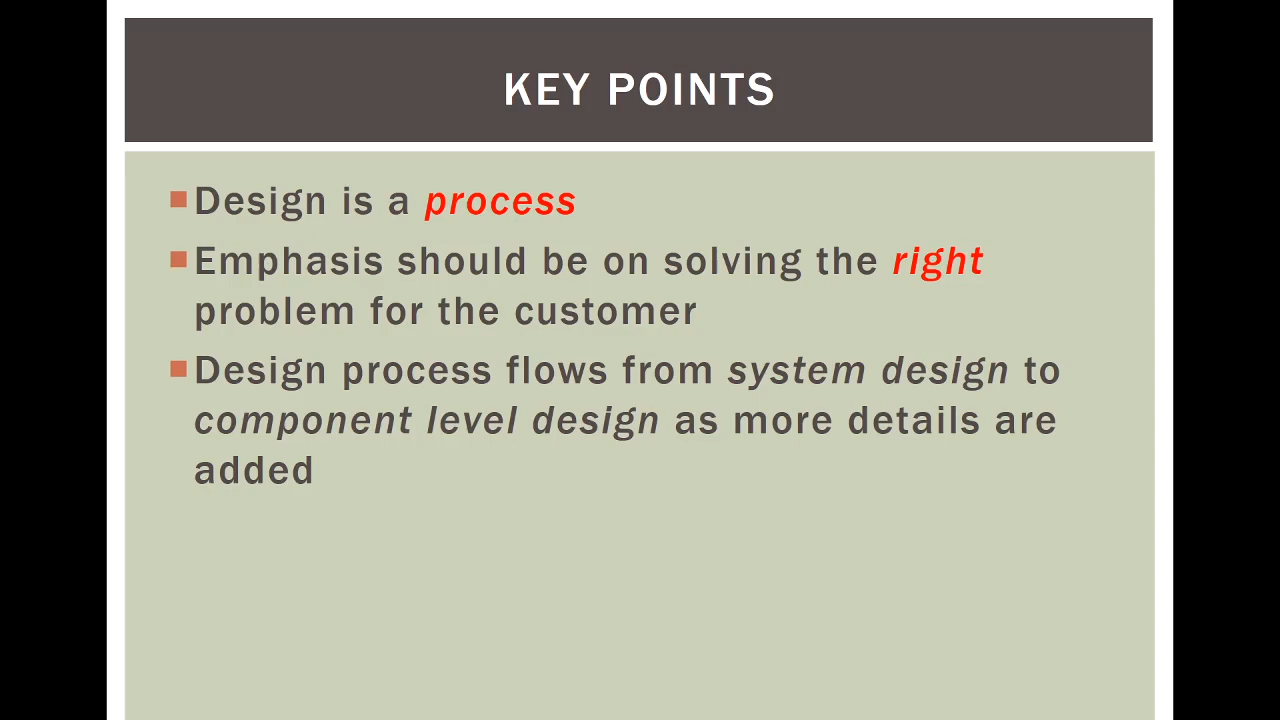 KEY POINTS
Design is a process
Emphasis should be on solving the right
problem for the customer
Design process flows from system design to
component level design as more details are
added